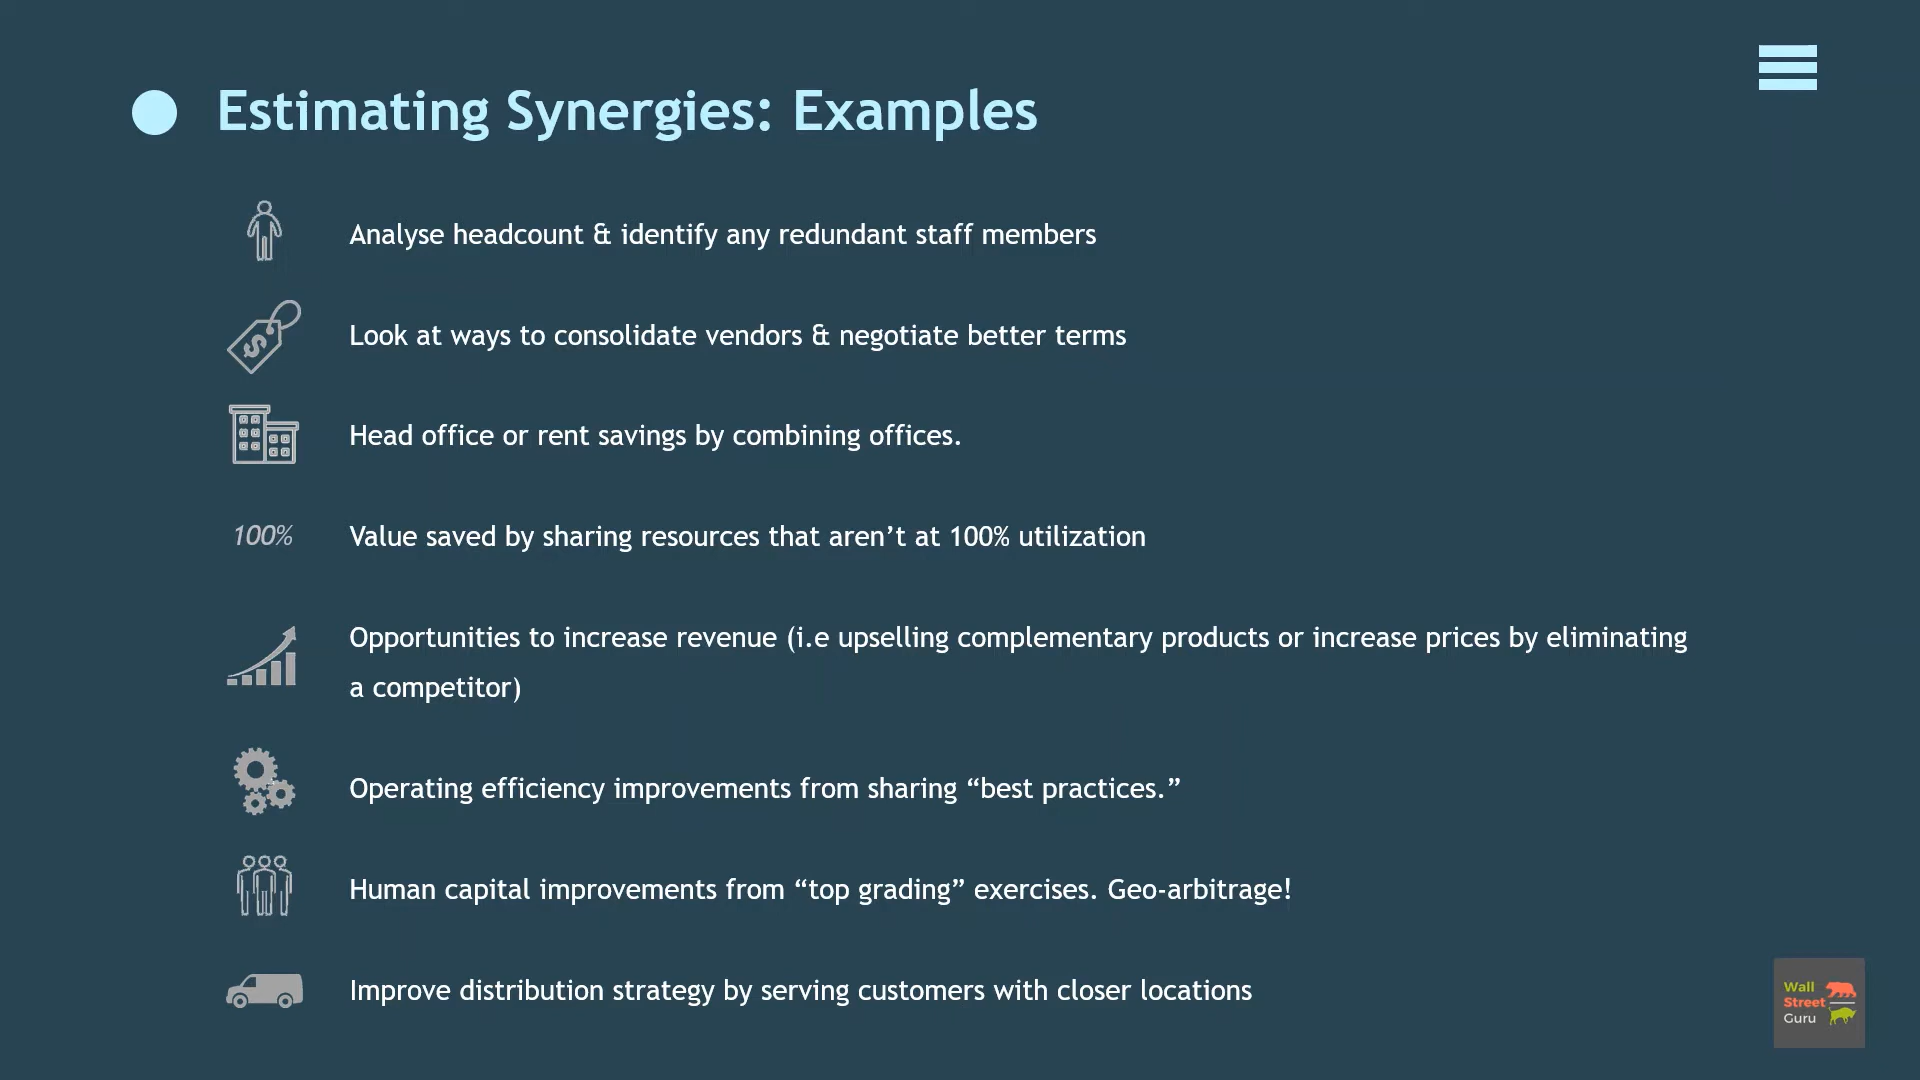 Estimating Synergies: Examples
Analyse headcount & identify any redundant staff members
$
Look at ways to consolidate vendors & negotiate better terms
Head office or rent savings by combining offices.
100%
Value saved by sharing resources that aren’t at 100% utilization
Opportunities to increase revenue (i.e upselling complementary products or increase prices by eliminating
a competitor)
Operating efficiency improvements from sharing “best practices.”
Human capital improvements from “top grading” exercises. Geo-arbitrage!
Improve distribution strategy by serving customers with closer locations
Wall
Street
Guru